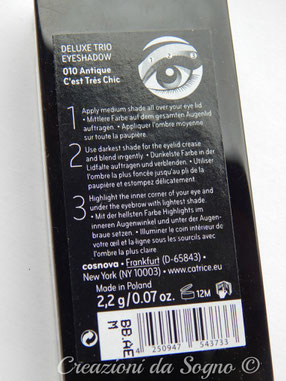 DELUXE TRIO
EYESHADOW
010 Antique
C'est Très Chic
1 Apply medium shade all over your eye lid
• Mittlere Farbe auf dem gesamten Augenlid
auftragen. • Appliquer l'ombre moyenne
sur toute la paupière.
2 Use darkest shade for the eyelid crease
and blend in gently • Dunkelste Farbe in der
Lidfalte auftragen und verblenden. • Utiliser
l'ombre la plus foncée jusqu'au pli de la
paupière et estompez délicatement.
3 Highlight the inner corner of your eye and
under the eyebrow with lightest shade.
• Mit der hellsten Farbe Highlights im
inneren Augenwinkel und unter der Augen-
braue setzen. • Illuminer le coin intérieur de
votre œil et la ligne sous les sourcils avec
l'ombre la plus claire
cosnova • Frankfurt (D-65843) •
New York (NY 10003) • www.catrice.eu
Made in Poland
2,2 g/0.07 oz. 12M
BB.AE
M
4 250947 543733
Creazioni da Sogno ©